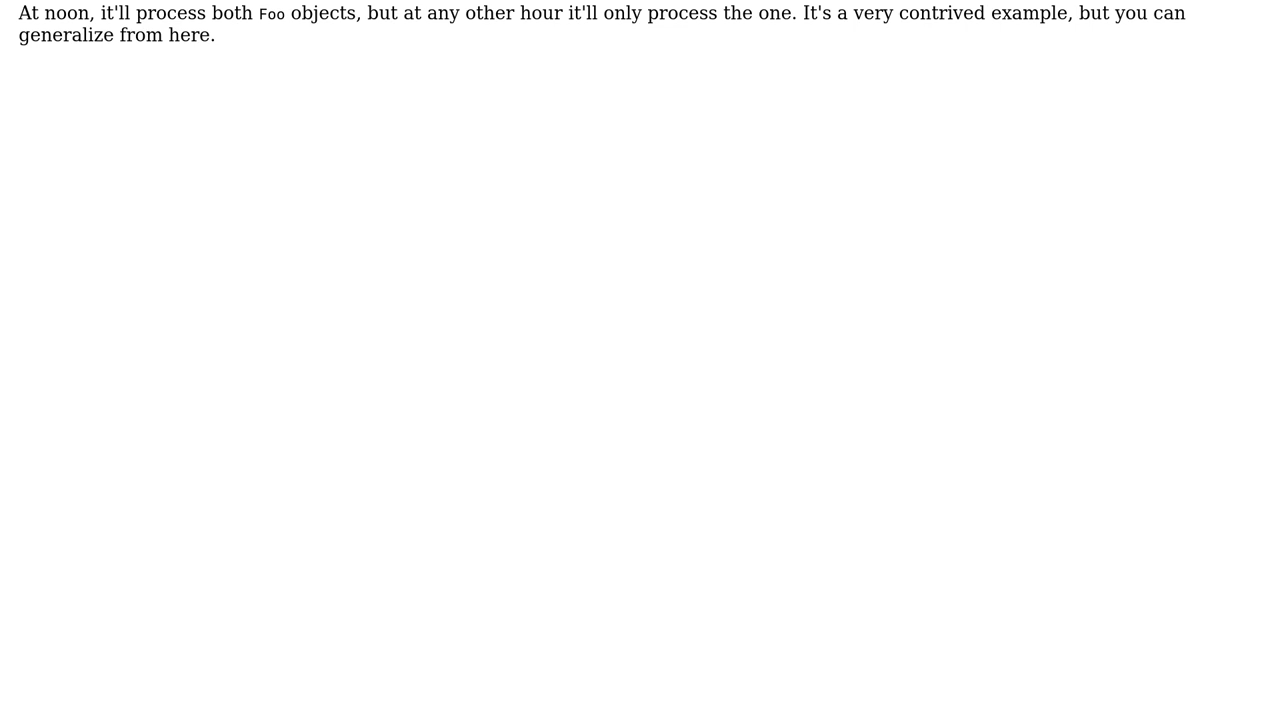 At noon, it'll process both Foo objects, but at any other hour it'll only process the one. It's a very contrived example, but you can
generalize from here.